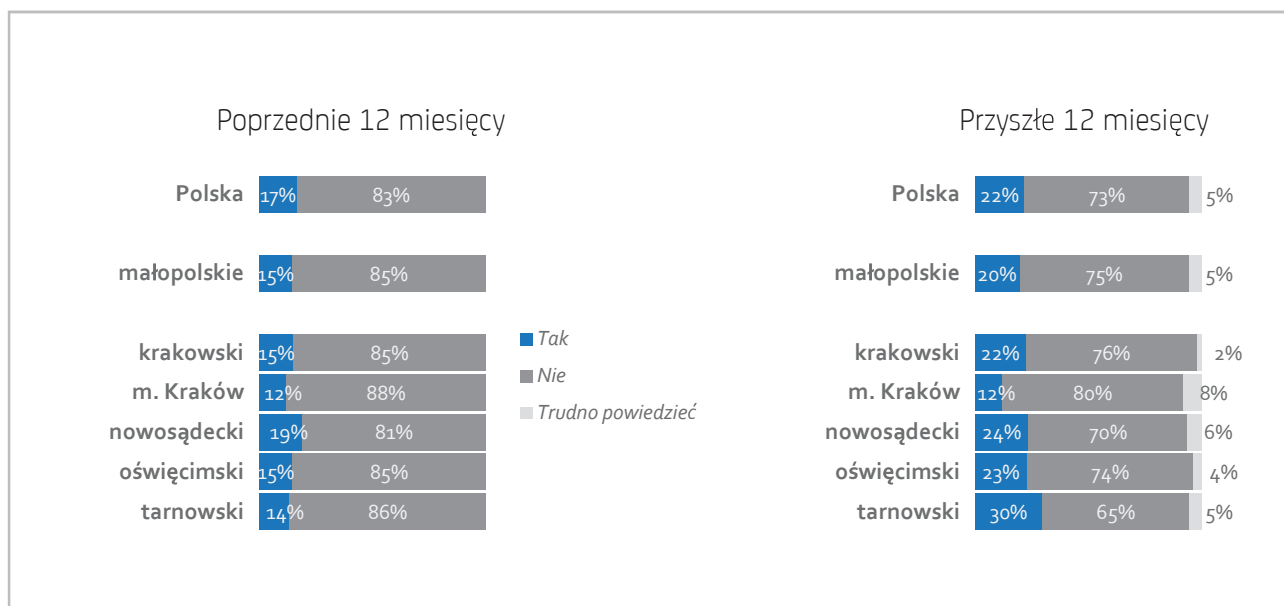 Poprzednie 12 miesięcy
Polska 17% 83%
małopolskie 15% 85%
krakowski 15% 85%
m. Kraków 12% 88%
nowosądecki 19% 81%
oświęcimski 15% 85%
tarnowski 14% 86%
Tak
Nie
Trudno powiedzieć
Przyszłe 12 miesięcy
Polska 22% 73% 5%
małopolskie 20% 75% 5%
krakowski 22% 76% 2%
m. Kraków 12% 80% 8%
nowosądecki 24% 70% 6%
oświęcimski 23% 74% 4%
tarnowski 30% 65% 5%